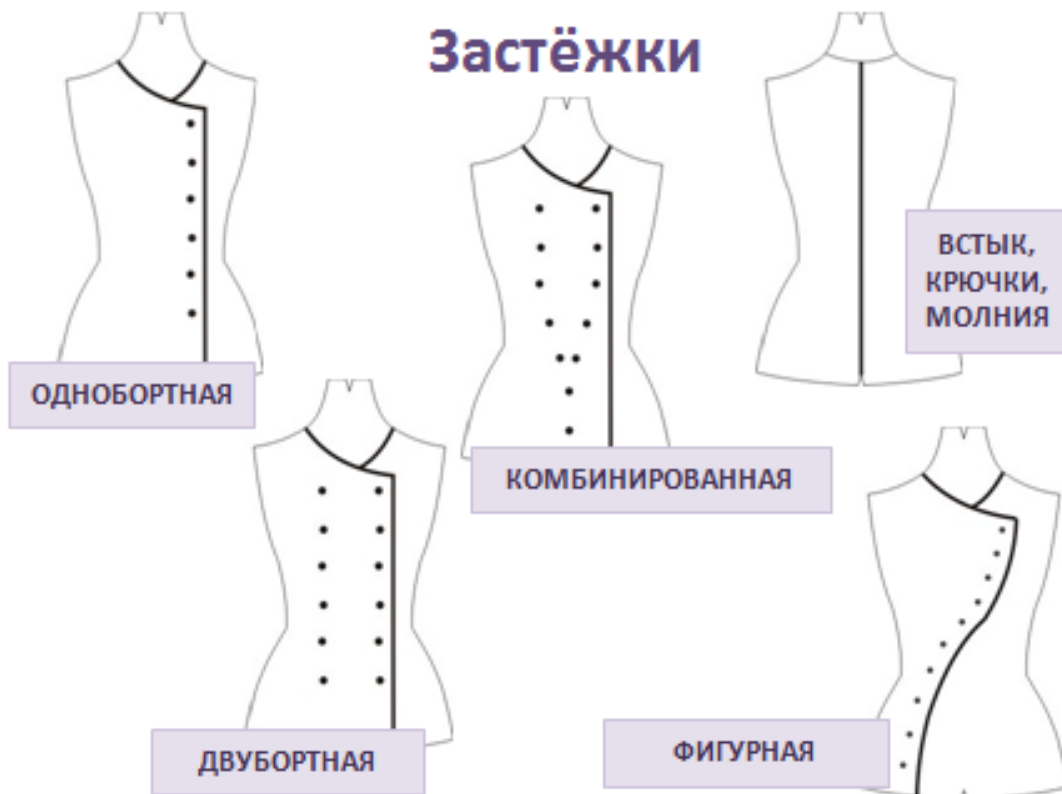 Застёжки
ВСТЫК,
КРЮЧКИ,
МОЛНИЯ
ОДНОБОРТНАЯ
КОМБИНИРОВАННАЯ
ДВУБОРТНАЯ
ФИГУРНАЯ